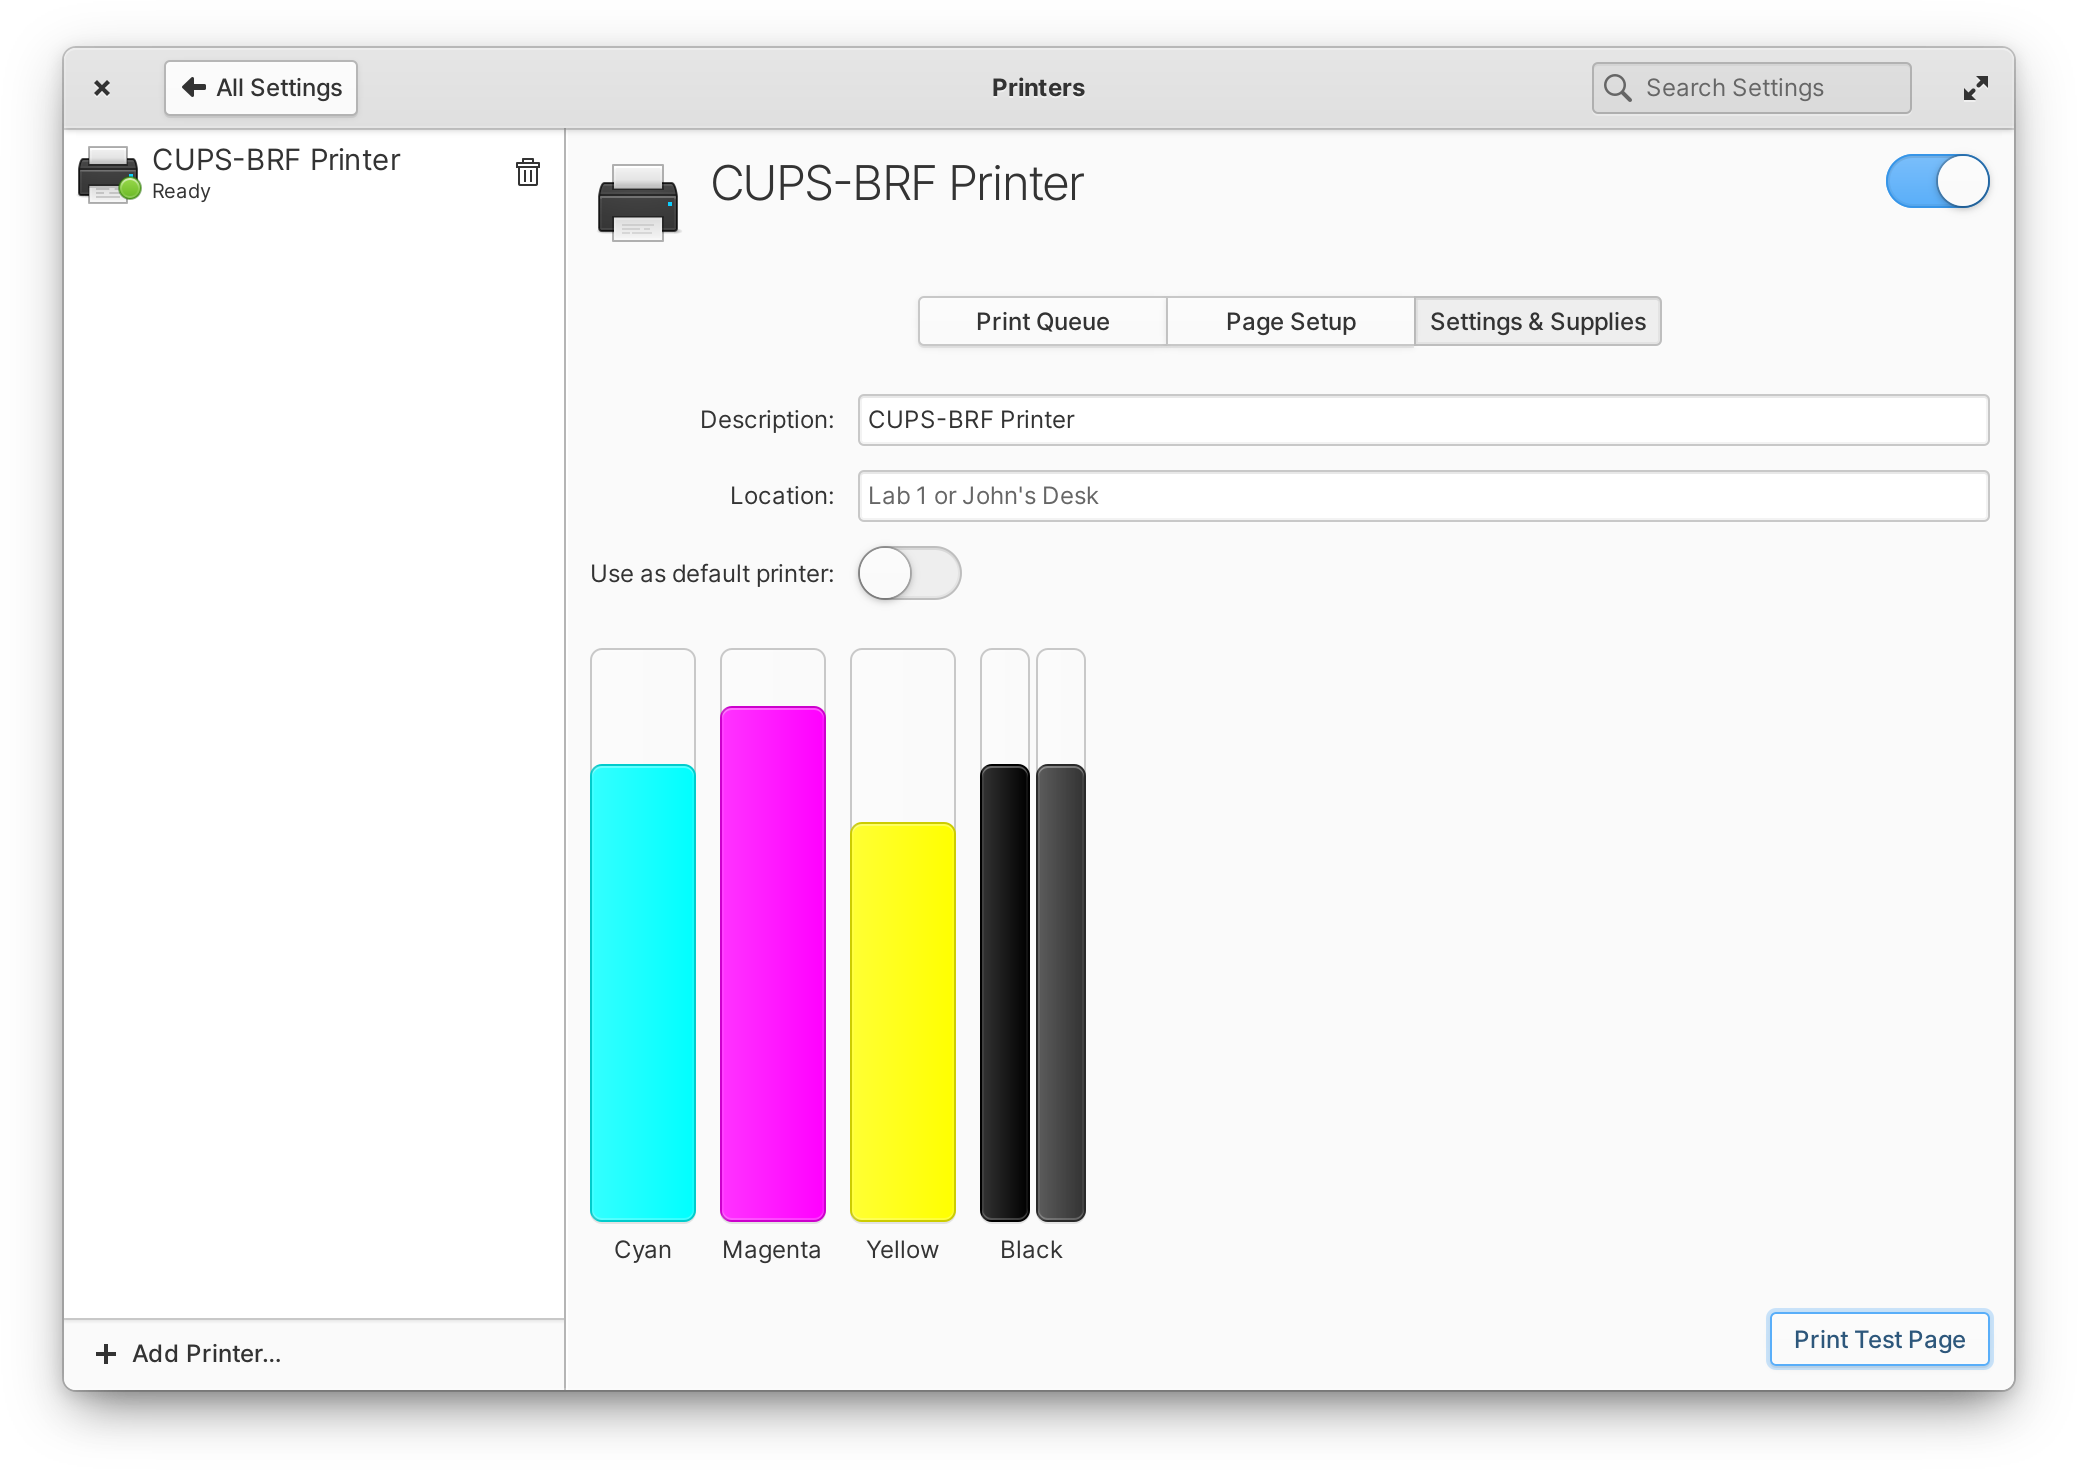 All Settings
Printers
Search Settings
CUPS-BRF Printer
Ready
CUPS-BRF Printer
Print Queue
Page Setup
Settings & Supplies
Description:
CUPS-BRF Printer
Location:
Lab 1 or John's Desk
Use as default printer:
Cyan
Magenta
Yellow
Black
Add Printer...
Print Test Page